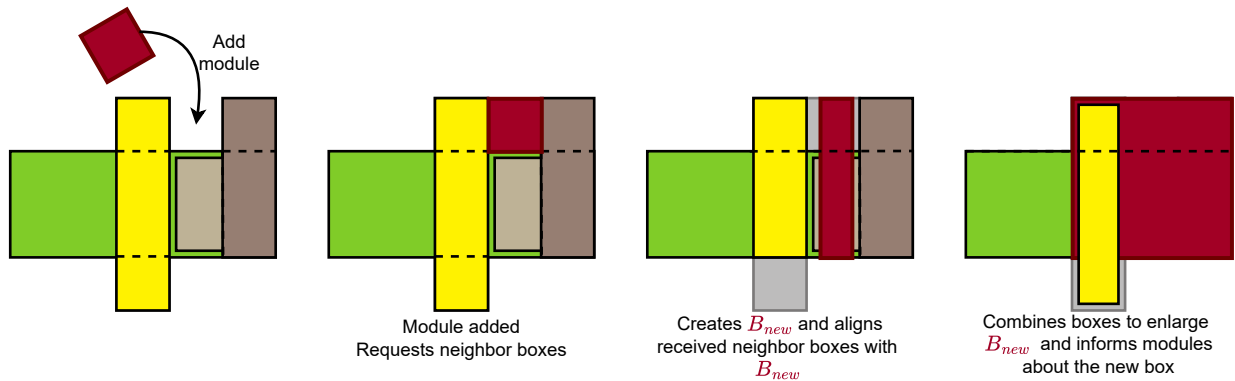 Add
module
Module added
Requests neighbor boxes
Creates B_new and aligns
received neighbor boxes with
B_new
Combines boxes to enlarge
B_new and informs modules
about the new box